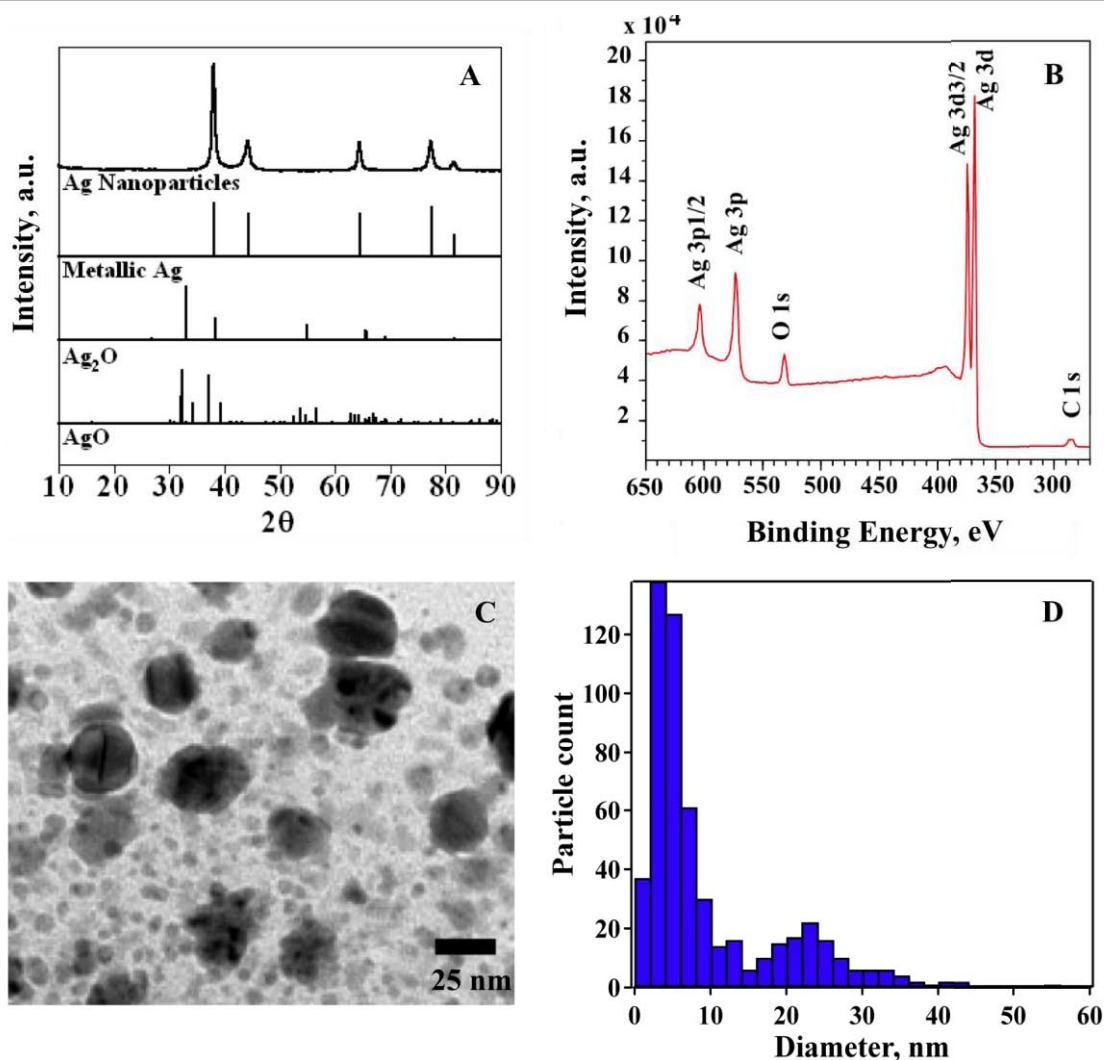 A
Intensity, a.u.
Ag Nanoparticles
Metallic Ag
Ag₂O
AgO
10 20 30 40 50 60 70 80 90
2θ
x 10⁴
B
20
18
16
14
12
10
8
6
4
2
Intensity, a.u.
Ag 3p1/2
Ag 3p
O 1s
Ag 3d3/2
Ag 3d
C 1s
650 600 550 500 450 400 350 300
Binding Energy, eV
C
25 nm
D
120
100
80
60
40
20
0
Particle count
0 10 20 30 40 50 60
Diameter, nm